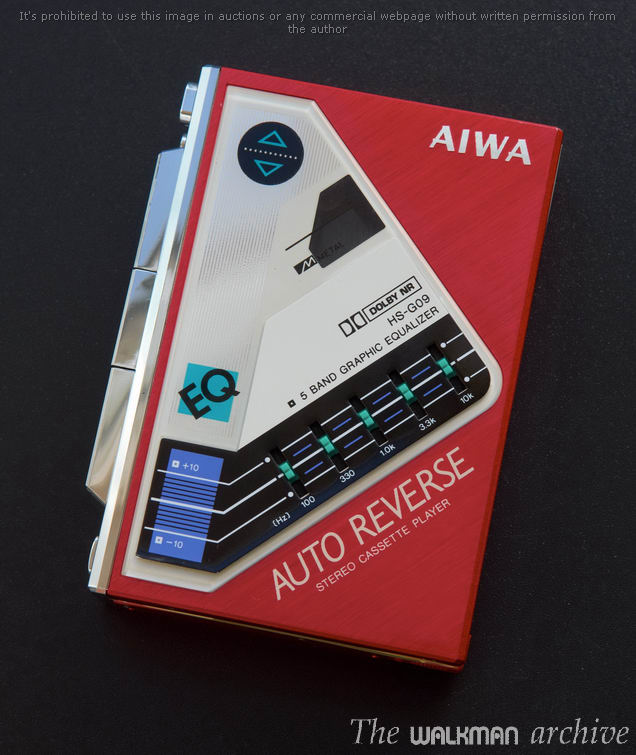 It's prohibited to use this image in auctions or any commercial webpage without written permission from
the author
AIWA
METAL
DOLBY NR
HS-G09
5 BAND GRAPHIC EQUALIZER
EQ
+10
-10
(Hz) 100 330 1.0k 3.3k 10k
AUTO REVERSE
STEREO CASSETTE PLAYER
The WALKMAN archive